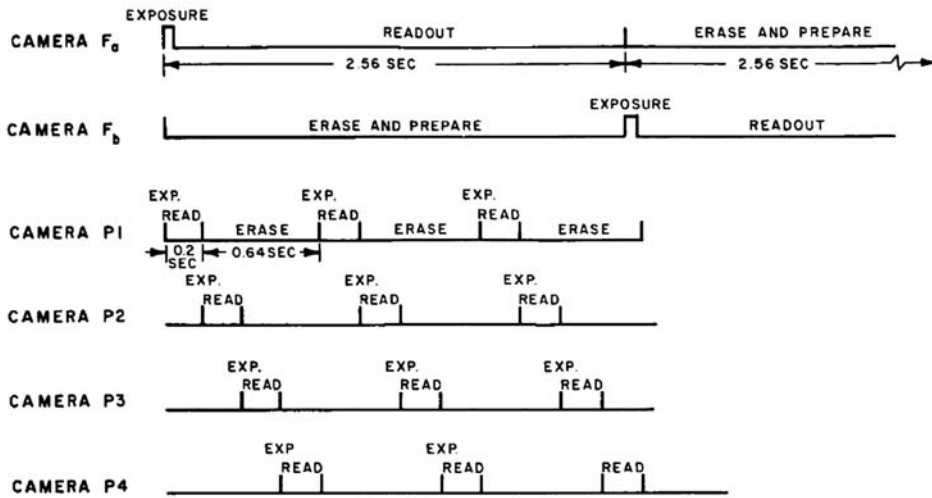 EXPOSURE
CAMERA Fa READOUT ERASE AND PREPARE
2.56 SEC 2.56 SEC
EXPOSURE
CAMERA Fb ERASE AND PREPARE READOUT
EXP. EXP. EXP.
READ READ READ
CAMERA P1 ERASE ERASE ERASE
0.2 SEC 0.64 SEC
EXP. EXP. EXP.
CAMERA P2 READ READ READ
EXP. EXP. EXP.
CAMERA P3 READ READ READ
EXP EXP.
CAMERA P4 READ READ READ